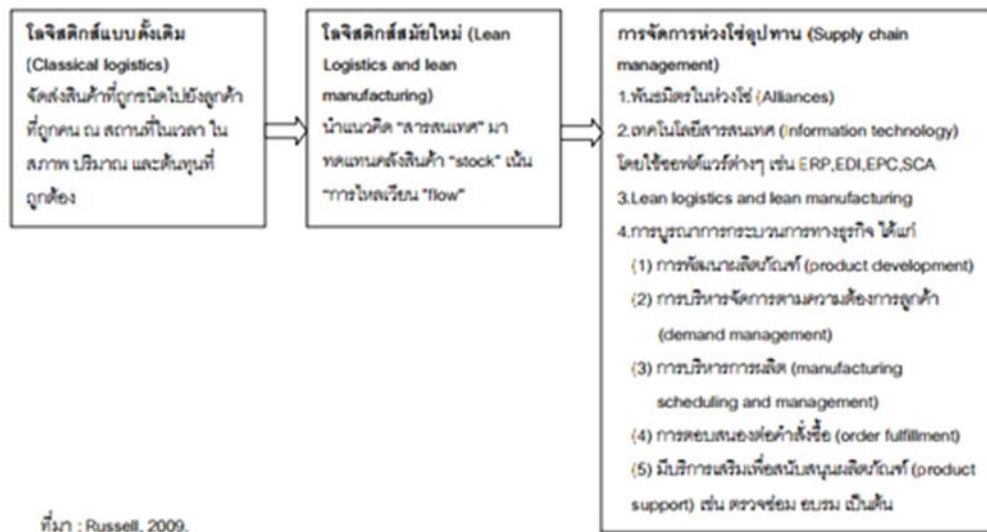 โลจิสติกส์แบบดั้งเดิม
(Classical logistics)
จัดส่งสินค้าที่ถูกชนิดไปยังลูกค้า
ที่ถูกคน ณ สถานที่ในเวลา ใน
สภาพ ปริมาณ และต้นทุนที่
ถูกต้อง
โลจิสติกส์สมัยใหม่ (Lean
Logistics and lean
manufacturing)
นำแนวคิด "สารสนเทศ" มา
ทดแทนคลังสินค้า "stock" เน้น
"การไหลเวียน "flow"
การจัดการห่วงโซ่อุปทาน (Supply chain
management)
1.พันธมิตรในห่วงโซ่ (Alliances)
2.เทคโนโลยีสารสนเทศ (Information technology)
โดยใช้ซอฟต์แวร์ต่างๆ เช่น ERP,EDI,EPC,SCA
3.Lean logistics and lean manufacturing
4.การบูรณาการกระบวนการทางธุรกิจ ได้แก่
(1) การพัฒนาผลิตภัณฑ์ (product development)
(2) การบริหารจัดการตามความต้องการลูกค้า
(demand management)
(3) การบริหารการผลิต (manufacturing
scheduling and management)
(4) การตอบสนองต่อคำสั่งซื้อ (order fulfillment)
(5) มีบริการเสริมเพื่อสนับสนุนผลิตภัณฑ์ (product
support) เช่น ตรวจซ่อม อบรม เป็นต้น
ที่มา : Russell, 2009.